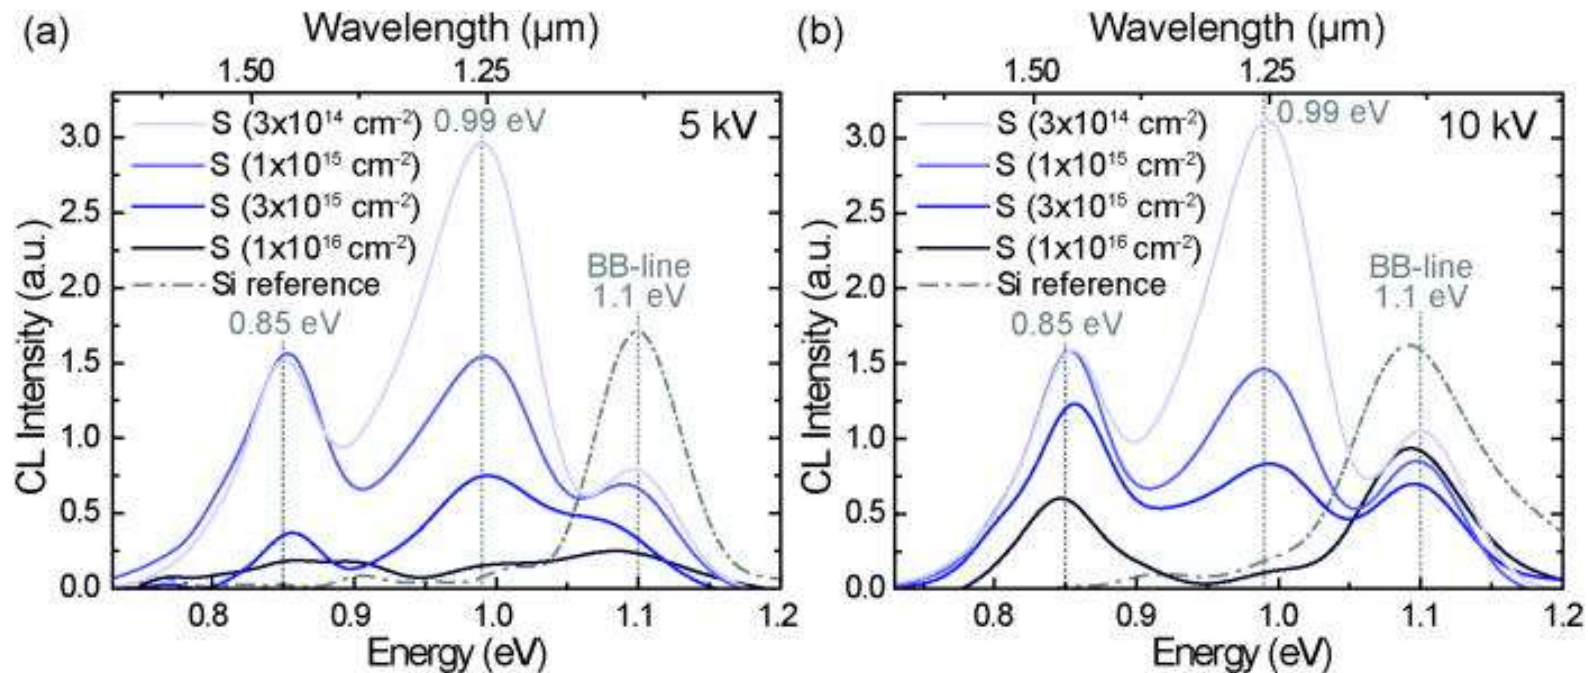 (a) Wavelength (µm)
1.50 1.25
S (3x10¹⁴ cm⁻²) 0.99 eV 5 kV
S (1x10¹⁵ cm⁻²)
S (3x10¹⁵ cm⁻²)
S (1x10¹⁶ cm⁻²)
Si reference
BB-line
1.1 eV
0.85 eV
CL Intensity (a.u.)
3.0
2.5
2.0
1.5
1.0
0.5
0.0
0.8 0.9 1.0 1.1 1.2
Energy (eV)
(b) Wavelength (µm)
1.50 1.25
S (3x10¹⁴ cm⁻²) 0.99 eV 10 kV
S (1x10¹⁵ cm⁻²)
S (3x10¹⁵ cm⁻²)
S (1x10¹⁶ cm⁻²)
Si reference
BB-line
1.1 eV
0.85 eV
CL Intensity (a.u.)
3.0
2.5
2.0
1.5
1.0
0.5
0.0
0.8 0.9 1.0 1.1 1.2
Energy (eV)